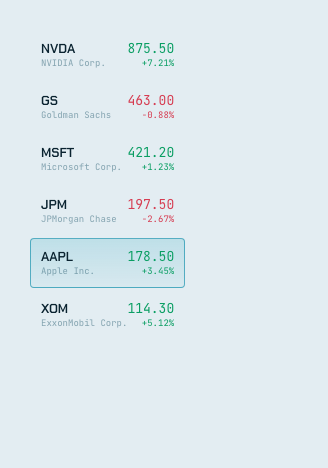 NVDA 875.50
NVIDIA Corp. +7.21%
GS 463.00
Goldman Sachs -0.88%
MSFT 421.20
Microsoft Corp. +1.23%
JPM 197.50
JPMorgan Chase -2.67%
AAPL 178.50
Apple Inc. +3.45%
XOM 114.30
ExxonMobil Corp. +5.12%